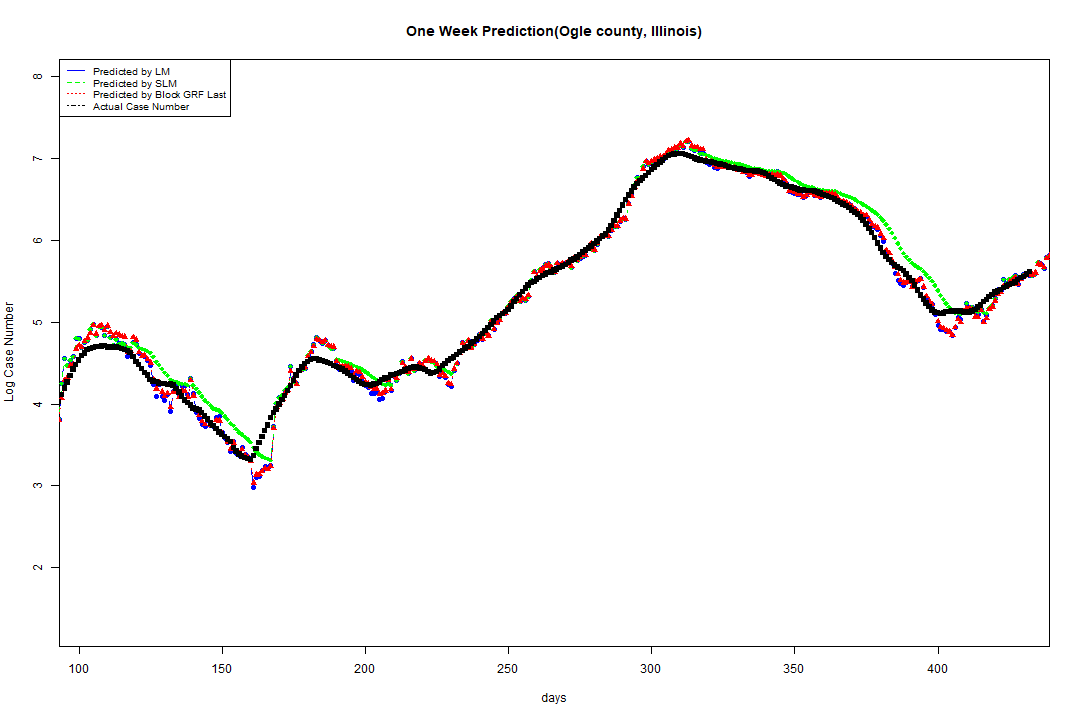 One Week Prediction(Ogle county, Illinois)
Predicted by LM
Predicted by SLM
Predicted by Block GRF Last
Actual Case Number
Log Case Number
8
7
6
5
4
3
2
100 150 200 250 300 350 400
days